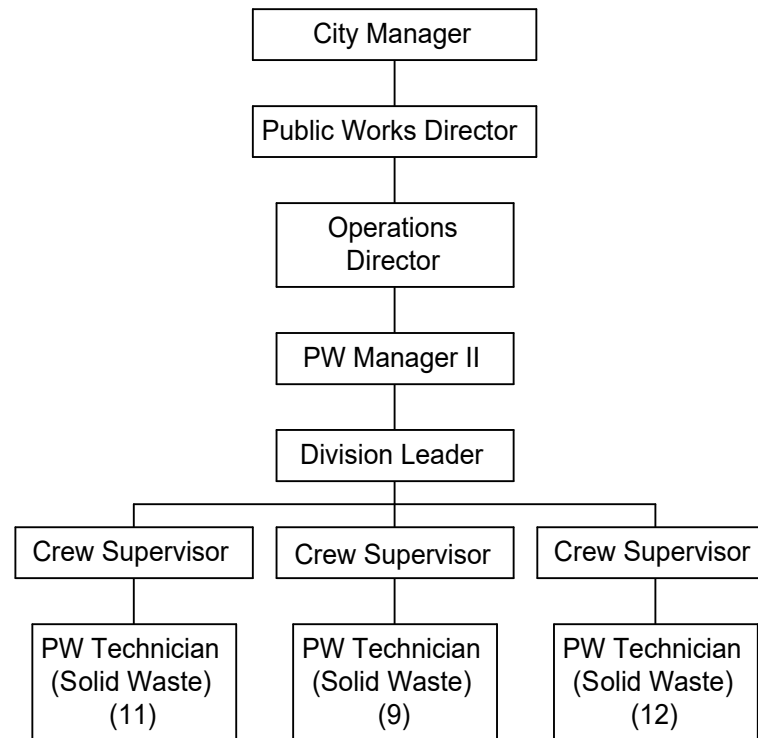 City Manager
Public Works Director
Operations
Director
PW Manager II
Division Leader
Crew Supervisor
Crew Supervisor
Crew Supervisor
PW Technician
(Solid Waste)
(11)
PW Technician
(Solid Waste)
(9)
PW Technician
(Solid Waste)
(12)